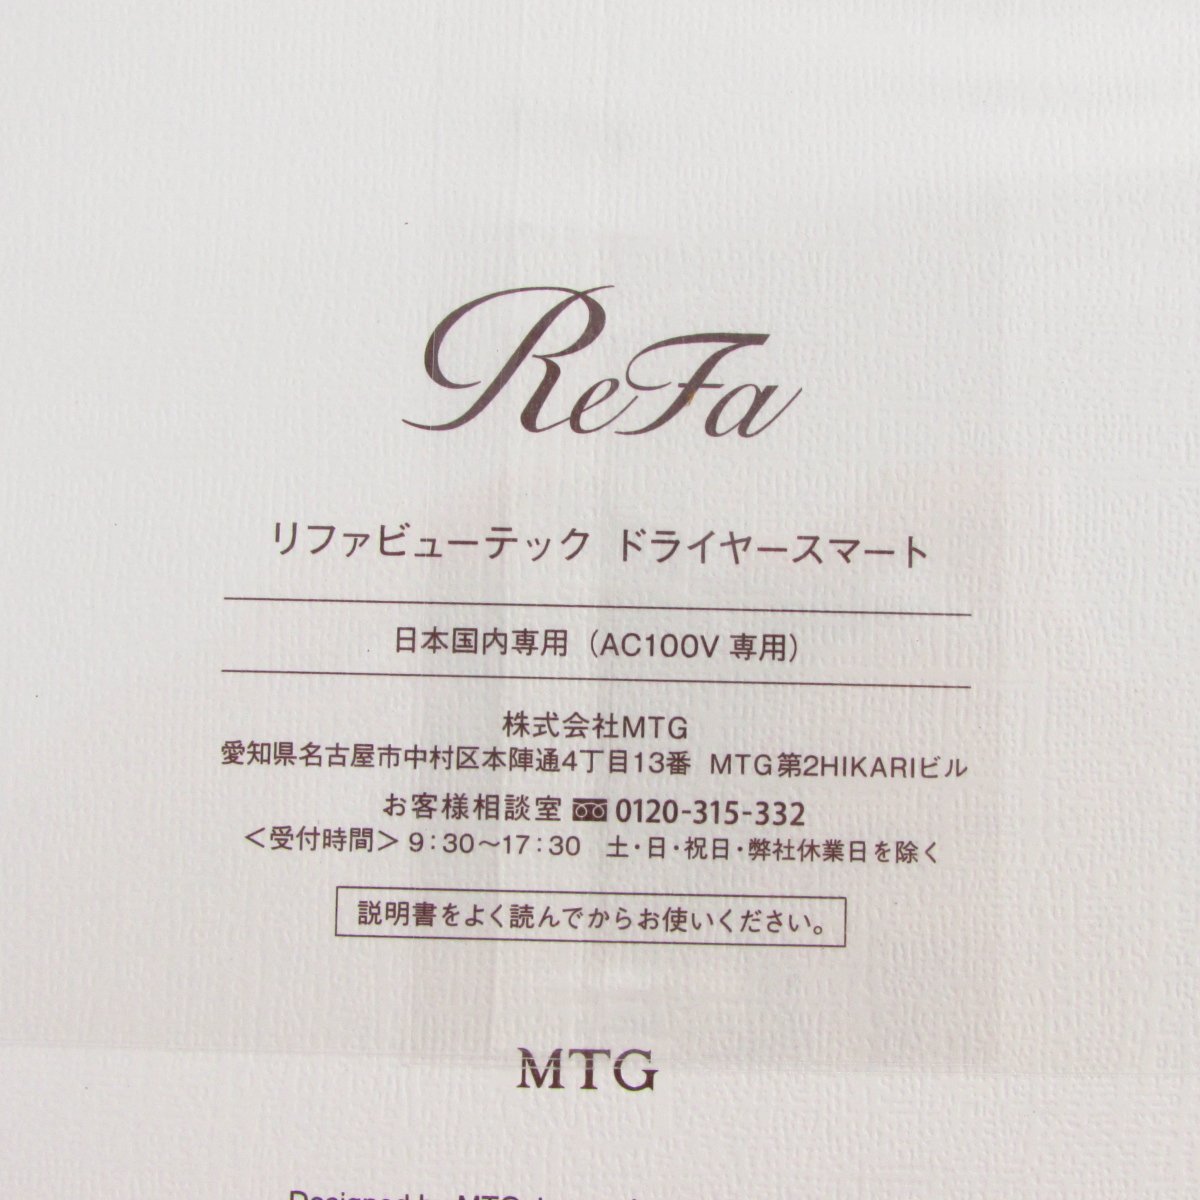 ReFa
リファビューテック ドライヤースマート
日本国内専用（AC100V 専用）
株式会社MTG
愛知県名古屋市中村区本陣通4丁目13番 MTG第2HIKARIビル
お客様相談室 0120-315-332
＜受付時間＞ 9：30～17：30 土・日・祝日・弊社休業日を除く
説明書をよく読んでからお使いください。
MTG
Designed by MTG